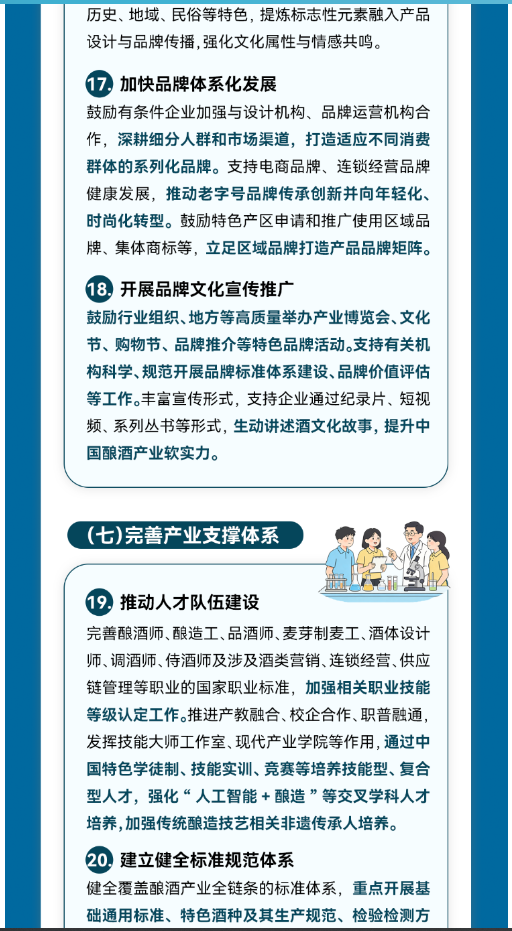 历史、地域、民俗等特色，提炼标志性元素融入产品
设计与品牌传播，强化文化属性与情感共鸣。
17. 加快品牌体系化发展
鼓励有条件企业加强与设计机构、品牌运营机构合
作，深耕细分人群和市场渠道，打造适应不同消费
群体的系列化品牌。支持电商品牌、连锁经营品牌
健康发展，推动老字号品牌传承创新并向年轻化、
时尚化转型。鼓励特色产区申请和推广使用区域品
牌、集体商标等，立足区域品牌打造产品品牌矩阵。
18. 开展品牌文化宣传推广
鼓励行业组织、地方等高质量举办产业博览会、文化
节、购物节、品牌推介等特色品牌活动。支持有关机
构科学、规范开展品牌标准体系建设、品牌价值评估
等工作。丰富宣传形式，支持企业通过纪录片、短视
频、系列丛书等形式，生动讲述酒文化故事，提升中
国酿酒产业软实力。
（七）完善产业支撑体系
19. 推动人才队伍建设
完善酿酒师、酿造工、品酒师、麦芽制麦工、酒体设计
师、调酒师、侍酒师及涉及酒类营销、连锁经营、供应
链管理等职业的国家职业标准，加强相关职业技能
等级认定工作。推进产教融合、校企合作、职普融通，
发挥技能大师工作室、现代产业学院等作用，通过中
国特色学徒制、技能实训、竞赛等培养技能型、复合
型人才，强化“人工智能+酿造”等交叉学科人才
培养，加强传统酿造技艺相关非遗传承人培养。
20. 建立健全标准规范体系
健全覆盖酿酒产业全链条的标准体系，重点开展基
础通用标准、特色酒种及其生产规范、检验检测方